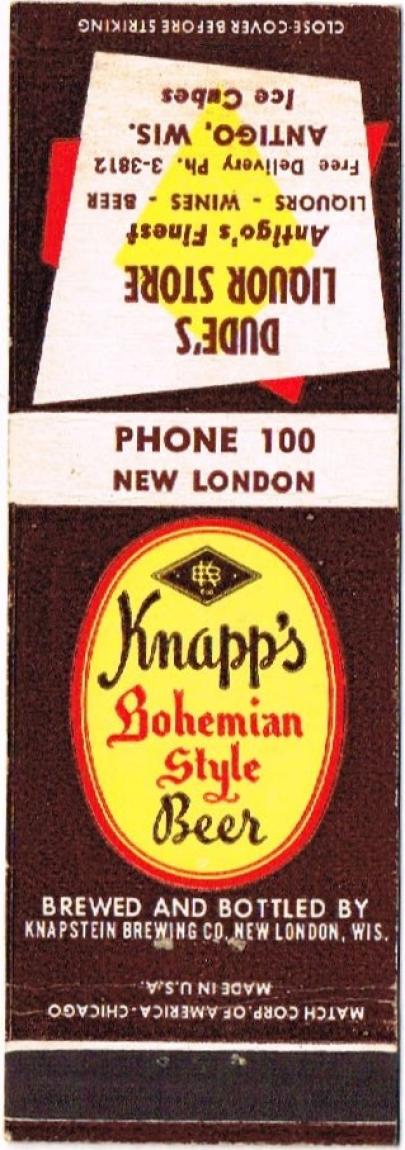 CLOSE COVER BEFORE STRIKING
DUDE'S
LIQUOR STORE
Antigo's Finest
LIQUORS - WINES - BEER
Free Delivery Ph. 3-3812
ANTIGO, WIS.
Ice Cubes
PHONE 100
NEW LONDON
Knapp's
Bohemian
Style
Beer
BREWED AND BOTTLED BY
KNAPSTEIN BREWING CO. NEW LONDON, WIS.
MATCH CORP. OF AMERICA-CHICAGO
MADE IN U.S.A.